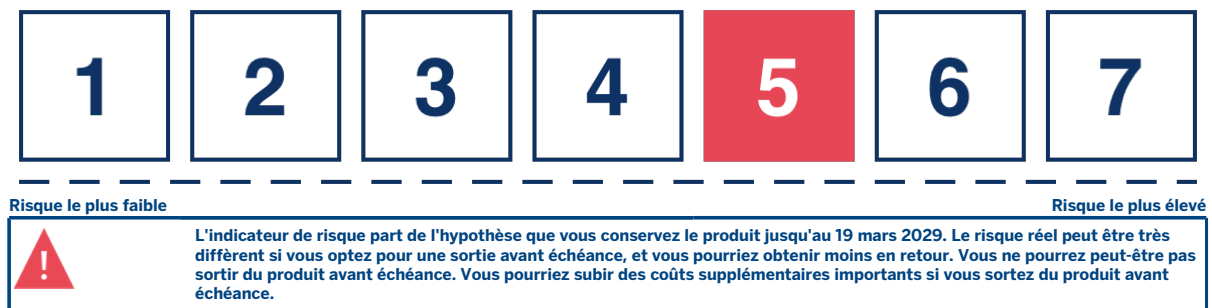 1 2 3 4 5 6 7
Risque le plus faible Risque le plus élevé
!
L'indicateur de risque part de l'hypothèse que vous conservez le produit jusqu'au 19 mars 2029. Le risque réel peut être très
différent si vous optez pour une sortie avant échéance, et vous pourriez obtenir moins en retour. Vous ne pourrez peut-être pas
sortir du produit avant échéance. Vous pourriez subir des coûts supplémentaires importants si vous sortez du produit avant
échéance.